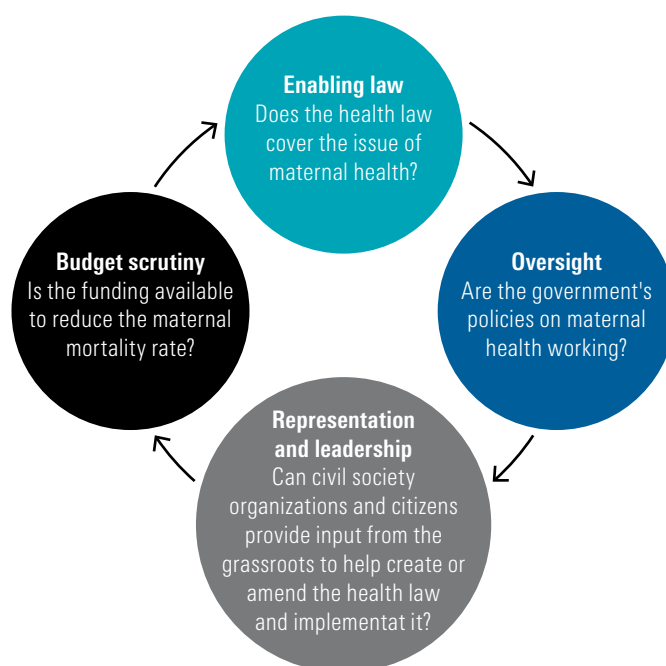 Enabling law
Does the health law
cover the issue of
maternal health?
Oversight
Are the government's
policies on maternal
health working?
Representation
and leadership
Can civil society
organizations and citizens
provide input from the
grassroots to help create or
amend the health law
and implementat it?
Budget scrutiny
Is the funding available
to reduce the maternal
mortality rate?